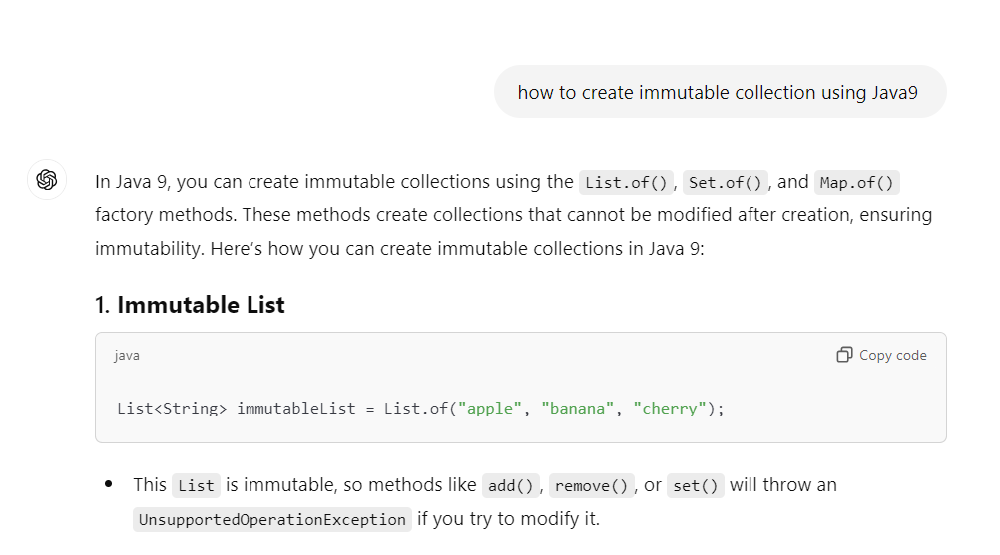 how to create immutable collection using Java9
In Java 9, you can create immutable collections using the List.of(), Set.of(), and Map.of()
factory methods. These methods create collections that cannot be modified after creation, ensuring
immutability. Here’s how you can create immutable collections in Java 9:
1. Immutable List
java Copy code
List<String> immutableList = List.of("apple", "banana", "cherry");
• This List is immutable, so methods like add(), remove(), or set() will throw an
UnsupportedOperationException if you try to modify it.